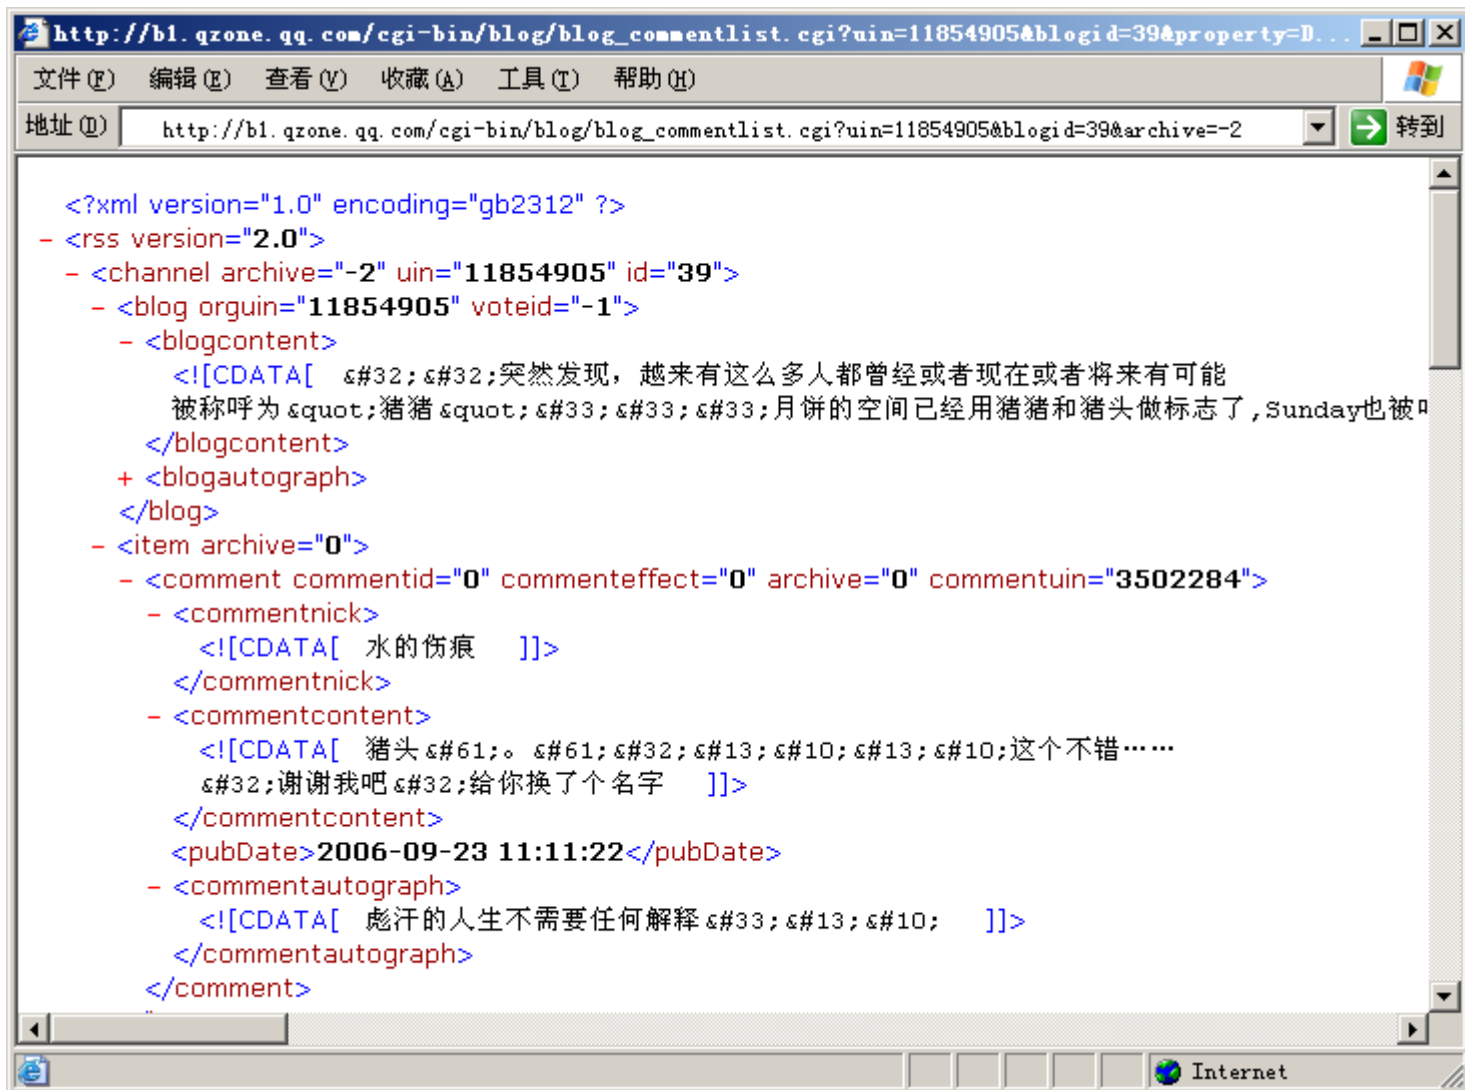 http://b1.qzone.qq.com/cgi-bin/blog/blog_commentlist.cgi?uin=11854905&blogid=39&property=D...
文件(F) 编辑(E) 查看(V) 收藏(A) 工具(T) 帮助(H)
地址(D) http://b1.qzone.qq.com/cgi-bin/blog/blog_commentlist.cgi?uin=11854905&blogid=39&archive=-2 转到
<?xml version="1.0" encoding="gb2312" ?>
- <rss version="2.0">
- <channel archive="-2" uin="11854905" id="39">
- <blog orguin="11854905" voteid="-1">
- <blogcontent>
<![CDATA[ &#32;&#32;突然发现，越来有这么多人都曾经或者现在或者将来有可能
被称呼为&quot;猪猪&quot;&#33;&#33;&#33;月饼的空间已经用猪猪和猪头做标志了,Sunday也被
</blogcontent>
+ <blogautograph>
</blog>
- <item archive="0">
- <comment commentid="0" commenteffect="0" archive="0" commentuin="3502284">
- <commentnick>
<![CDATA[ 水的伤痕 ]]>
</commentnick>
- <commentcontent>
<![CDATA[ 猪头&#61;。&#61;&#32;&#13;&#10;&#13;&#10;这个不错……
&#32;谢谢我吧&#32;给你换了个名字 ]]>
</commentcontent>
<pubDate>2006-09-23 11:11:22</pubDate>
- <commentautograph>
<![CDATA[ 彪汗的人生不需要任何解释&#33;&#13;&#10; ]]>
</commentautograph>
</comment>
Internet